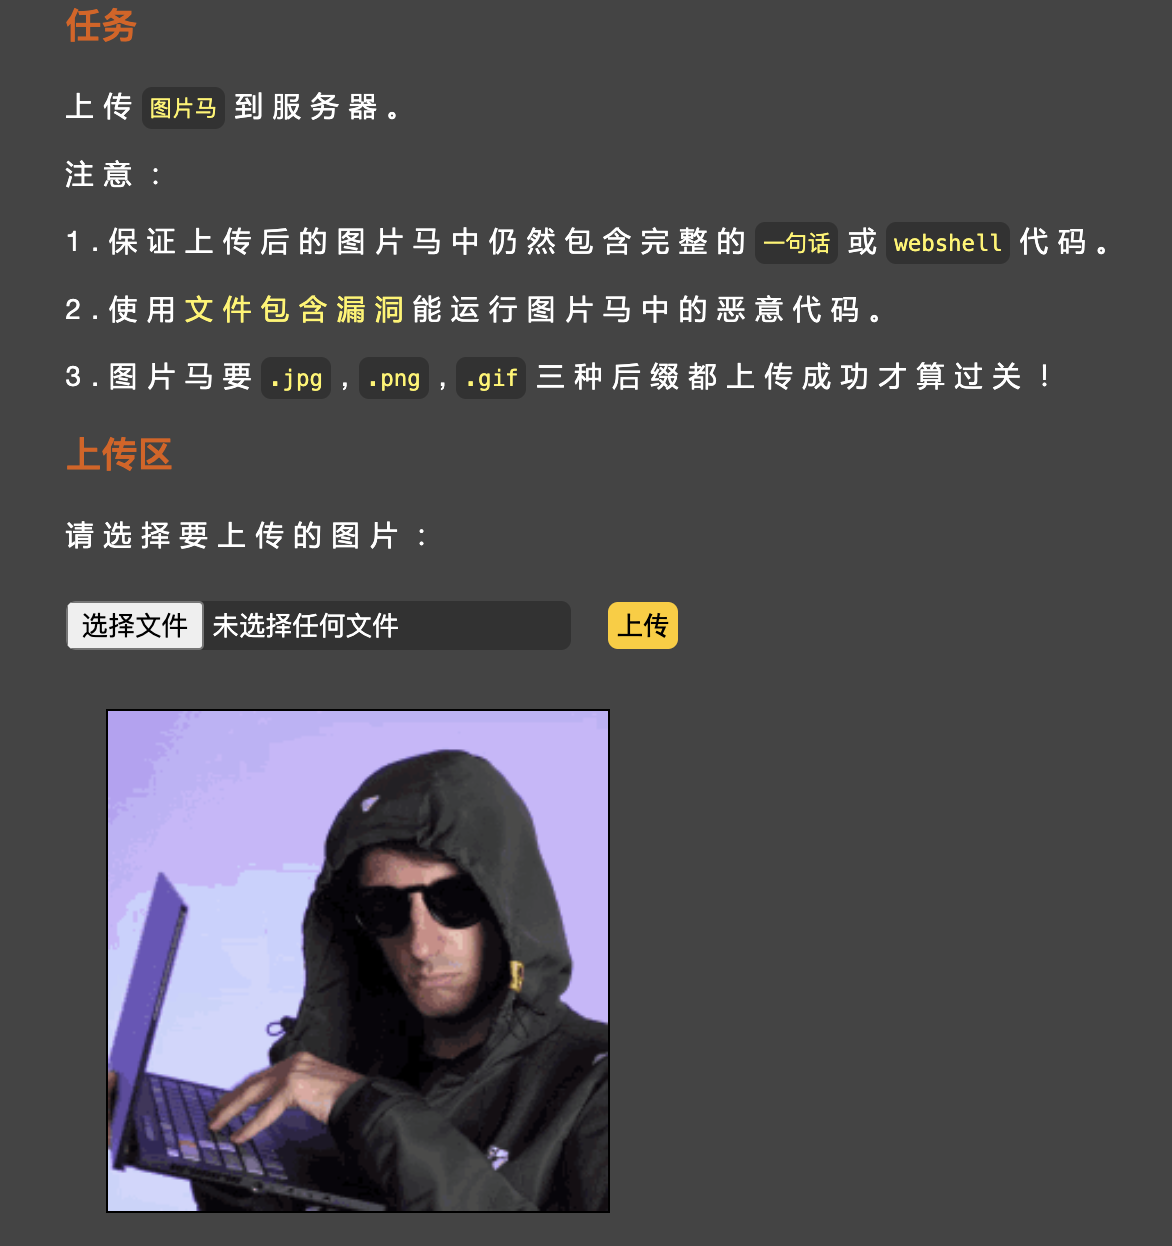 任务
上传 图片马 到服务器。
注意：
1.保证上传后的图片马中仍然包含完整的 一句话 或 webshell 代码。
2.使用文件包含漏洞能运行图片马中的恶意代码。
3.图片马要 .jpg ，.png ，.gif 三种后缀都上传成功才算过关！
上传区
请选择要上传的图片：
选择文件 未选择任何文件 上传